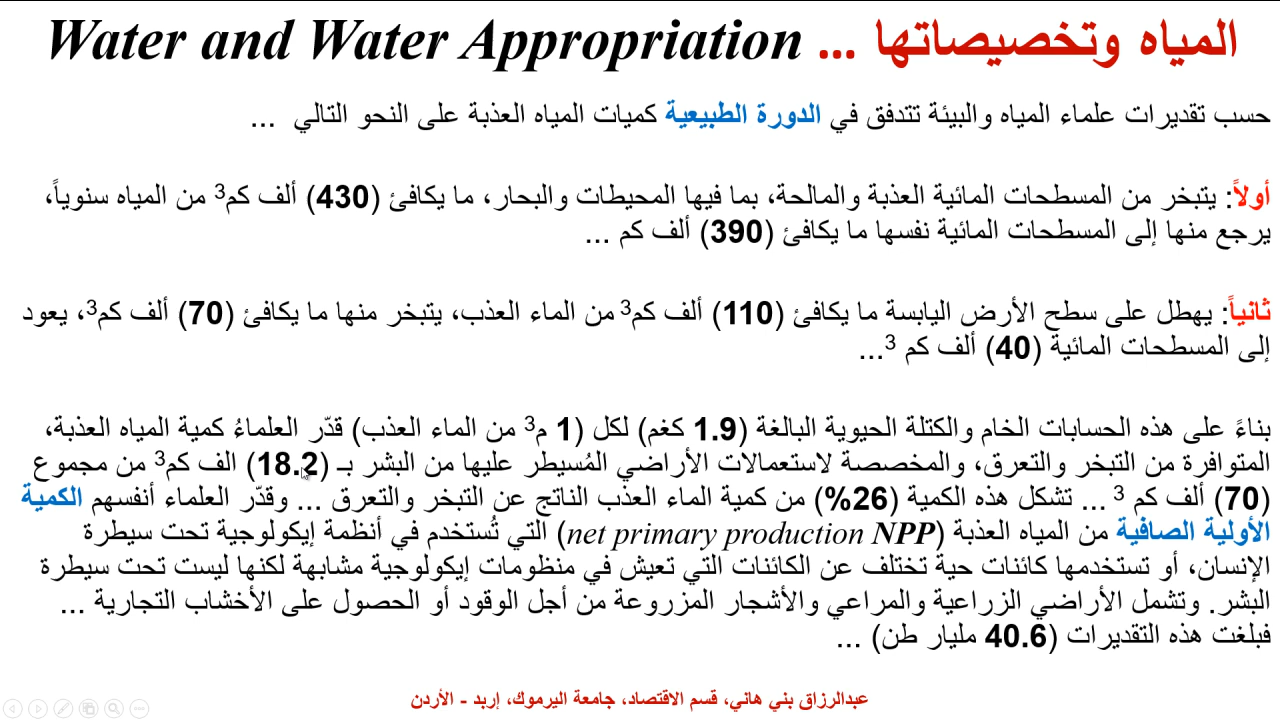 المياه وتخصيصاتها ... Water and Water Appropriation
حسب تقديرات علماء المياه والبيئة تتدفق في الدورة الطبيعية كميات المياه العذبة على النحو التالي ...
أولاً: يتبخر من المسطحات المائية العذبة والمالحة، بما فيها المحيطات والبحار، ما يكافئ (430) ألف كم³ من المياه سنوياً،
يرجع منها إلى المسطحات المائية نفسها ما يكافئ (390) ألف كم ...
ثانياً: يهطل على سطح الأرض اليابسة ما يكافئ (110) ألف كم³ من الماء العذب، يتبخر منها ما يكافئ (70) ألف كم³، يعود
إلى المسطحات المائية (40) ألف كم ³...
بناءً على هذه الحسابات الخام والكتلة الحيوية البالغة (1.9 كغم) لكل (1 م³ من الماء العذب) قدّر العلماءُ كمية المياه العذبة،
المتوافرة من التبخر والتعرق، والمخصصة لاستعمالات الأراضي المُسيطر عليها من البشر بـ (18.2) الف كم³ من مجموع
(70) ألف كم ³ ... تشكل هذه الكمية (26%) من كمية الماء العذب الناتج عن التبخر والتعرق ... وقدّر العلماء أنفسهم الكمية
الأولية الصافية من المياه العذبة (net primary production NPP) التي تُستخدم في أنظمة إيكولوجية تحت سيطرة
الإنسان، أو تستخدمها كائنات حية تختلف عن الكائنات التي تعيش في منظومات إيكولوجية مشابهة لكنها ليست تحت سيطرة
البشر. وتشمل الأراضي الزراعية والمراعي والأشجار المزروعة من أجل الوقود أو الحصول على الأخشاب التجارية ...
فبلغت هذه التقديرات (40.6 مليار طن) ...
عبدالرزاق بني هاني، قسم الاقتصاد، جامعة اليرموك، إربد - الأردن